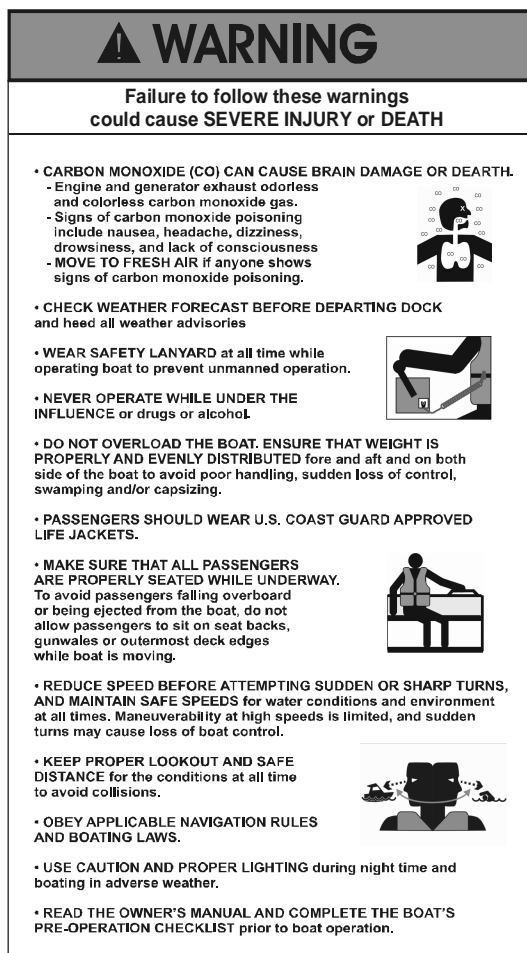 WARNING
Failure to follow these warnings
could cause SEVERE INJURY or DEATH
• CARBON MONOXIDE (CO) CAN CAUSE BRAIN DAMAGE OR DEARTH.
- Engine and generator exhaust odorless
and colorless carbon monoxide gas.
- Signs of carbon monoxide poisoning
include nausea, headache, dizziness,
drowsiness, and lack of consciousness
- MOVE TO FRESH AIR if anyone shows
signs of carbon monoxide poisoning.
• CHECK WEATHER FORECAST BEFORE DEPARTING DOCK
and heed all weather advisories
• WEAR SAFETY LANYARD at all time while
operating boat to prevent unmanned operation.
• NEVER OPERATE WHILE UNDER THE
INFLUENCE or drugs or alcohol.
• DO NOT OVERLOAD THE BOAT. ENSURE THAT WEIGHT IS
PROPERLY AND EVENLY DISTRIBUTED fore and aft and on both
side of the boat to avoid poor handling, sudden loss of control,
swamping and/or capsizing.
• PASSENGERS SHOULD WEAR U.S. COAST GUARD APPROVED
LIFE JACKETS.
• MAKE SURE THAT ALL PASSENGERS
ARE PROPERLY SEATED WHILE UNDERWAY.
To avoid passengers falling overboard
or being ejected from the boat, do not
allow passengers to sit on seat backs,
gunwales or outermost deck edges
while boat is moving.
• REDUCE SPEED BEFORE ATTEMPTING SUDDEN OR SHARP TURNS,
AND MAINTAIN SAFE SPEEDS for water conditions and environment
at all times. Maneuverability at high speeds is limited, and sudden
turns may cause loss of boat control.
• KEEP PROPER LOOKOUT AND SAFE
DISTANCE for the conditions at all time
to avoid collisions.
• OBEY APPLICABLE NAVIGATION RULES
AND BOATING LAWS.
• USE CAUTION AND PROPER LIGHTING during night time and
boating in adverse weather.
• READ THE OWNER'S MANUAL AND COMPLETE THE BOAT'S
PRE-OPERATION CHECKLIST prior to boat operation.